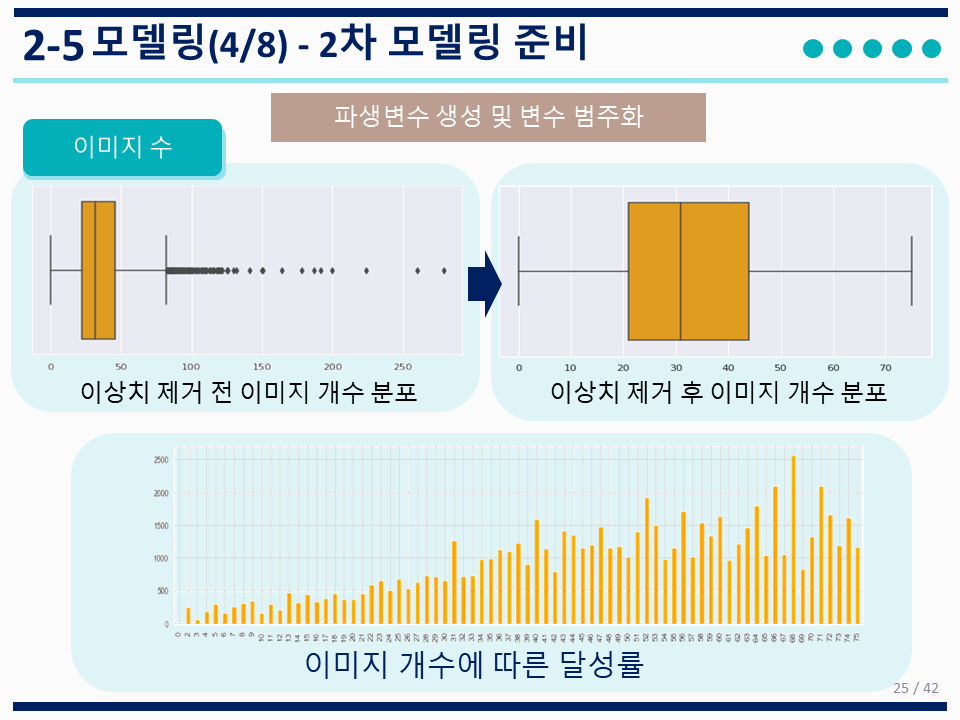 2-5 모델링(4/8) - 2차 모델링 준비
파생변수 생성 및 변수 범주화
이미지 수
0 50 100 150 200 250
이상치 제거 전 이미지 개수 분포
0 10 20 30 40 50 60 70
이상치 제거 후 이미지 개수 분포
2500
2000
1500
1000
500
0
0 2 3 4 5 6 7 8 9 10 11 12 13 14 15 16 17 18 19 20 21 22 23 24 25 26 27 28 29 30 31 32 33 34 35 36 37 38 39 40 41 42 43 44 45 46 47 48 49 50 51 52 53 54 55 56 57 58 59 60 61 62 63 64 65 66 67 68 69 70 71 72 73 74 75
이미지 개수에 따른 달성률
25 / 42